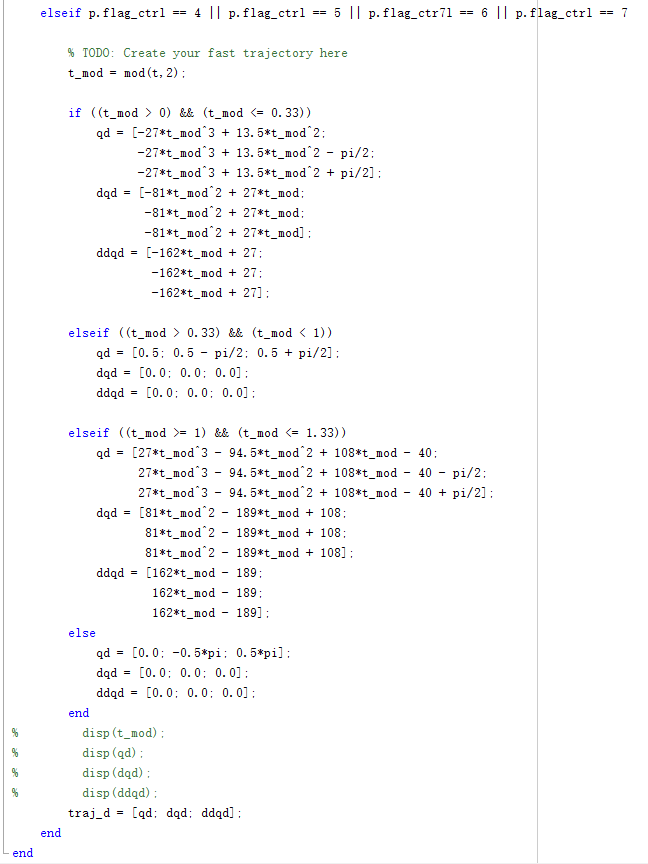 elseif p.flag_ctrl == 4 || p.flag_ctrl == 5 || p.flag_ctr7l == 6 || p.flag_ctrl == 7
% TODO: Create your fast trajectory here
t_mod = mod(t,2);
if ((t_mod > 0) && (t_mod <= 0.33))
qd = [-27*t_mod^3 + 13.5*t_mod^2;
-27*t_mod^3 + 13.5*t_mod^2 - pi/2;
-27*t_mod^3 + 13.5*t_mod^2 + pi/2];
dqd = [-81*t_mod^2 + 27*t_mod;
-81*t_mod^2 + 27*t_mod;
-81*t_mod^2 + 27*t_mod];
ddqd = [-162*t_mod + 27;
-162*t_mod + 27;
-162*t_mod + 27];
elseif ((t_mod > 0.33) && (t_mod < 1))
qd = [0.5; 0.5 - pi/2; 0.5 + pi/2];
dqd = [0.0; 0.0; 0.0];
ddqd = [0.0; 0.0; 0.0];
elseif ((t_mod >= 1) && (t_mod <= 1.33))
qd = [27*t_mod^3 - 94.5*t_mod^2 + 108*t_mod - 40;
27*t_mod^3 - 94.5*t_mod^2 + 108*t_mod - 40 - pi/2;
27*t_mod^3 - 94.5*t_mod^2 + 108*t_mod - 40 + pi/2];
dqd = [81*t_mod^2 - 189*t_mod + 108;
81*t_mod^2 - 189*t_mod + 108;
81*t_mod^2 - 189*t_mod + 108];
ddqd = [162*t_mod - 189;
162*t_mod - 189;
162*t_mod - 189];
else
qd = [0.0; -0.5*pi; 0.5*pi];
dqd = [0.0; 0.0; 0.0];
ddqd = [0.0; 0.0; 0.0];
end
% disp(t_mod);
% disp(qd);
% disp(dqd);
% disp(ddqd);
traj_d = [qd; dqd; ddqd];
end
end